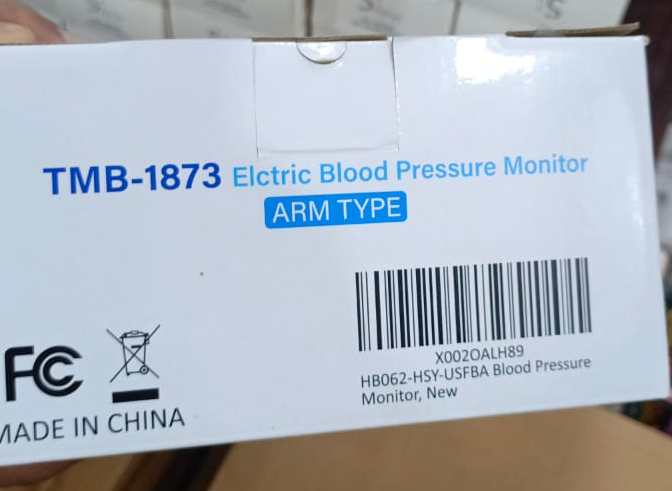 TMB-1873 Elctric Blood Pressure Monitor
ARM TYPE
X002OALH89
HB062-HSY-USFBA Blood Pressure
Monitor, New
FC
MADE IN CHINA